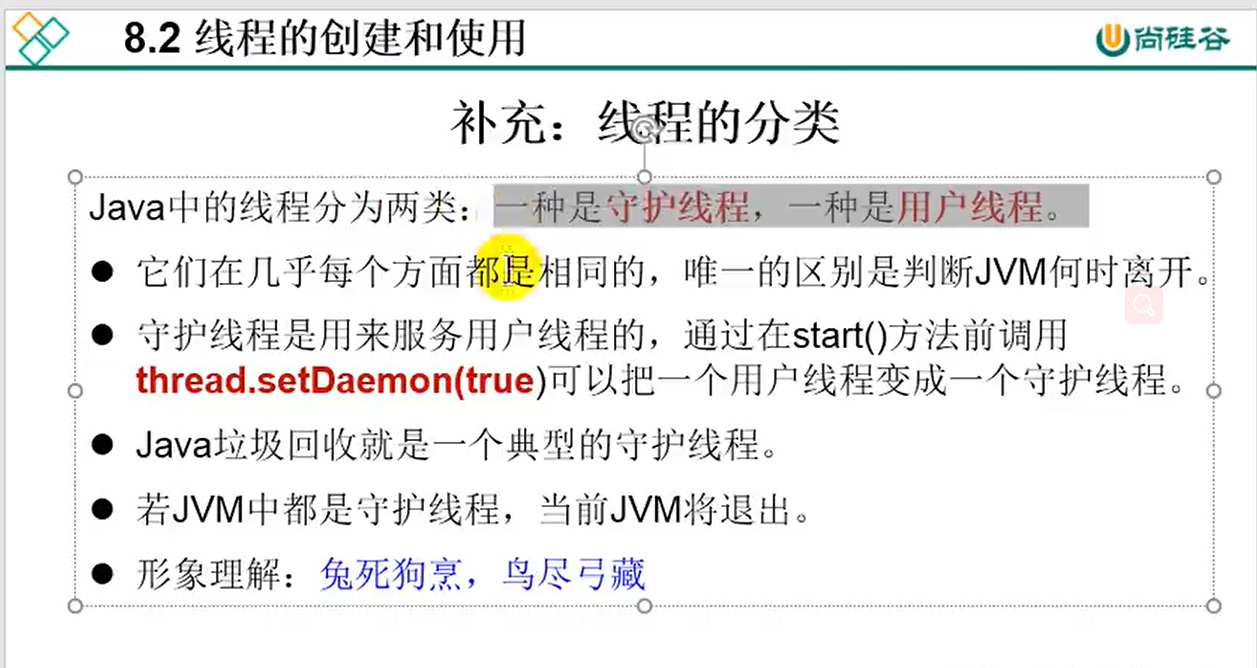 8.2 线程的创建和使用
尚硅谷
补充：线程的分类
Java中的线程分为两类：一种是守护线程，一种是用户线程。
● 它们在几乎每个方面都是相同的，唯一的区别是判断JVM何时离开。
● 守护线程是用来服务用户线程的，通过在start()方法前调用
thread.setDaemon(true)可以把一个用户线程变成一个守护线程。
● Java垃圾回收就是一个典型的守护线程。
● 若JVM中都是守护线程，当前JVM将退出。
● 形象理解：兔死狗烹，鸟尽弓藏